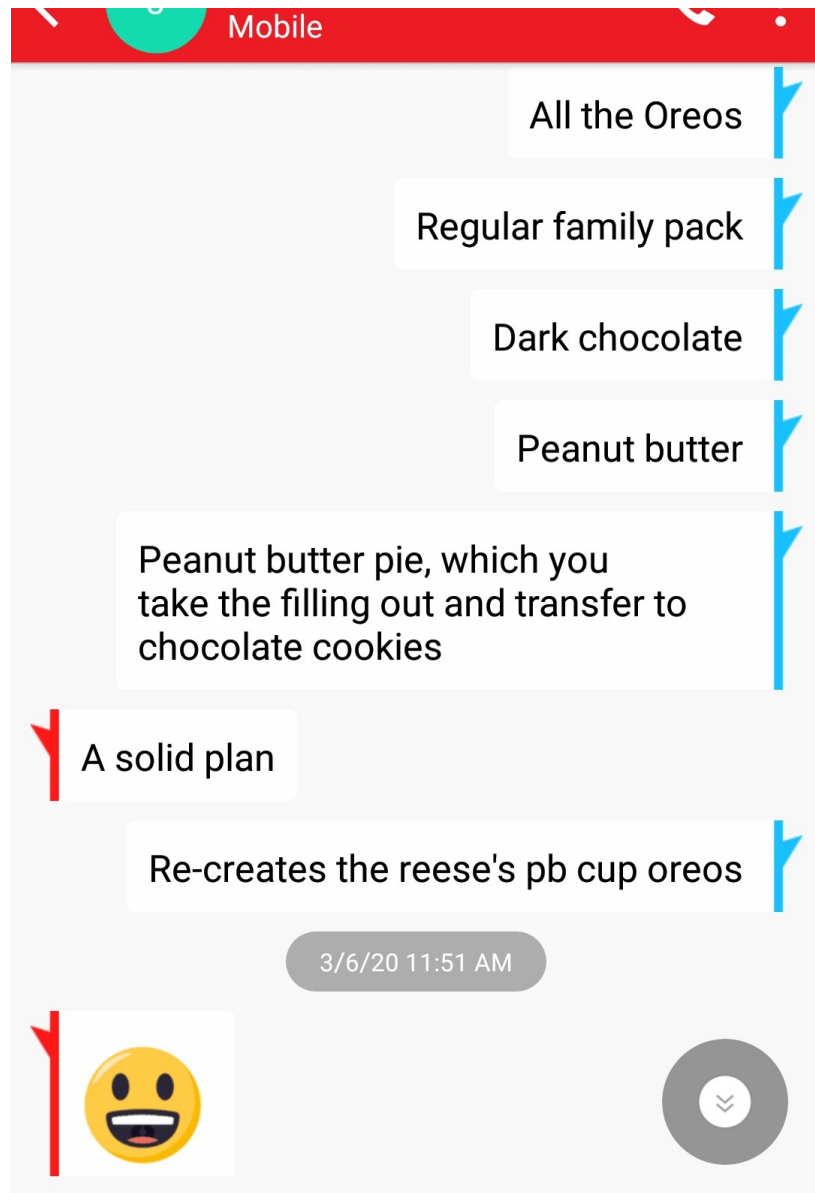 Mobile
All the Oreos
Regular family pack
Dark chocolate
Peanut butter
Peanut butter pie, which you
take the filling out and transfer to
chocolate cookies
A solid plan
Re-creates the reese's pb cup oreos
3/6/20 11:51 AM